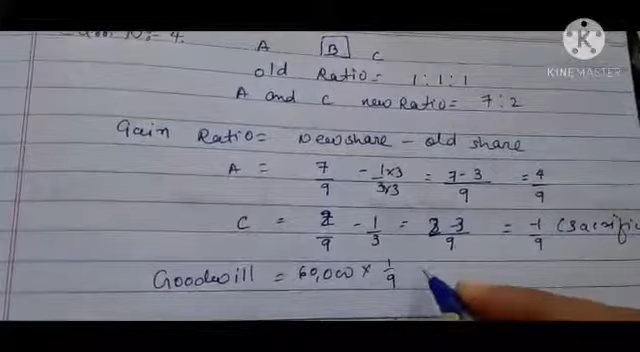 A B C
old Ratio = 1:1:1
A and C new Ratio = 7:2
Gain Ratio = New share - old share
A = 7/9 - 1×3/3×3 = 7-3/9 = 4/9
C = 2/9 - 1/3 = 2-3/9 = -1/9 (Sacrific
Goodwill = 60,000 × 1/9
KINEMASTER